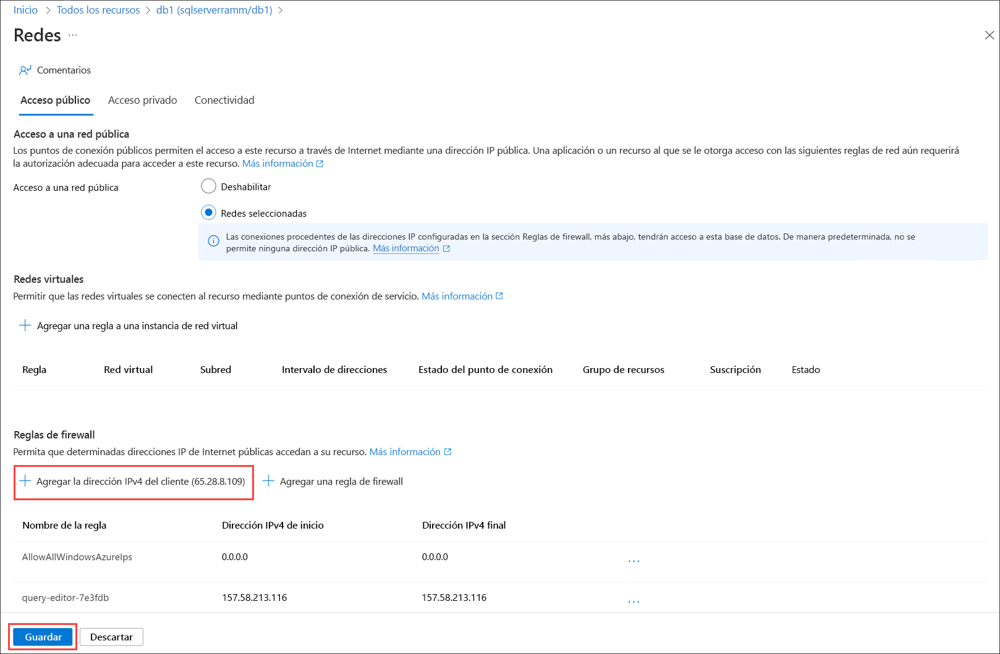 Inicio > Todos los recursos > db1 (sqlserverramm/db1) >
Redes ...
Comentarios
Acceso público Acceso privado Conectividad
Acceso a una red pública
Los puntos de conexión públicos permiten el acceso a este recurso a través de Internet mediante una dirección IP pública. Una aplicación o un recurso al que se le otorga acceso con las siguientes reglas de red aún requerirá
la autorización adecuada para acceder a este recurso. Más información
Acceso a una red pública
Deshabilitar
Redes seleccionadas
Las conexiones procedentes de las direcciones IP configuradas en la sección Reglas de firewall, más abajo, tendrán acceso a esta base de datos. De manera predeterminada, no se
permite ninguna dirección IP pública. Más información
Redes virtuales
Permitir que las redes virtuales se conecten al recurso mediante puntos de conexión de servicio. Más información
Agregar una regla a una instancia de red virtual
Regla Red virtual Subred Intervalo de direcciones Estado del punto de conexión Grupo de recursos Suscripción Estado
Reglas de firewall
Permita que determinadas direcciones IP de Internet públicas accedan a su recurso. Más información
Agregar la dirección IPv4 del cliente (65.28.8.109) Agregar una regla de firewall
Nombre de la regla Dirección IPv4 de inicio Dirección IPv4 final
AllowAllWindowsAzureIps 0.0.0.0 0.0.0.0 ...
query-editor-7e3fdb 157.58.213.116 157.58.213.116 ...
Guardar Descartar